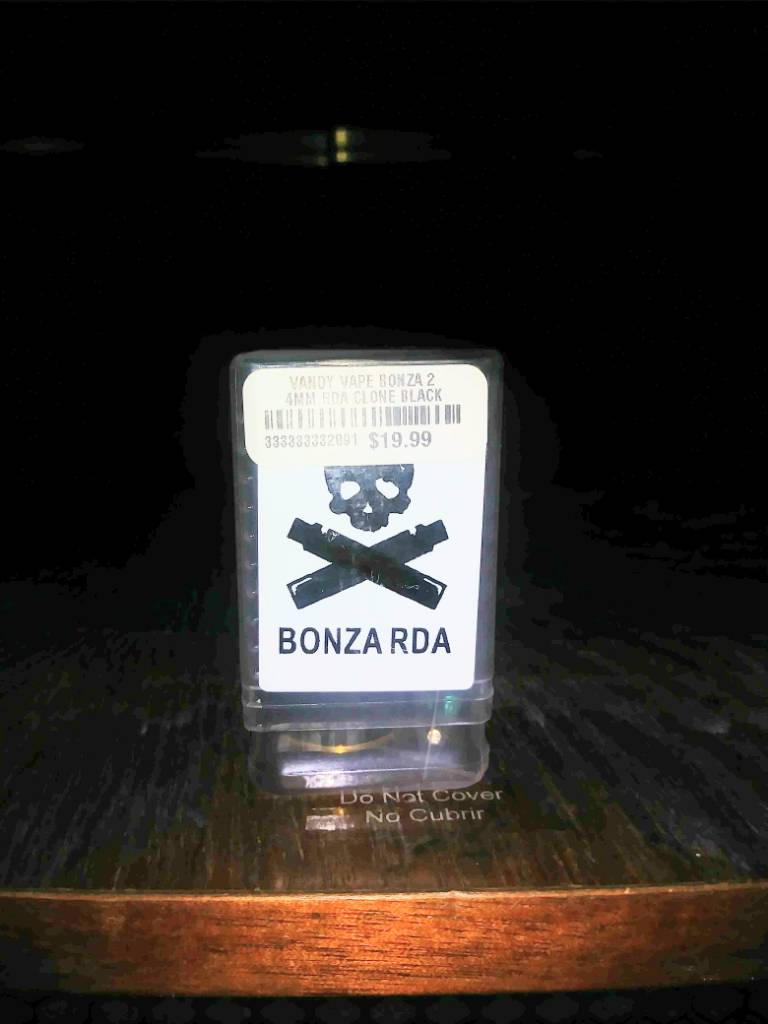 VANDY VAPE BONZA 2
4MM RDA CLONE BLACK
333333332091 $19.99
BONZA RDA
Do Not Cover
No Cubrir